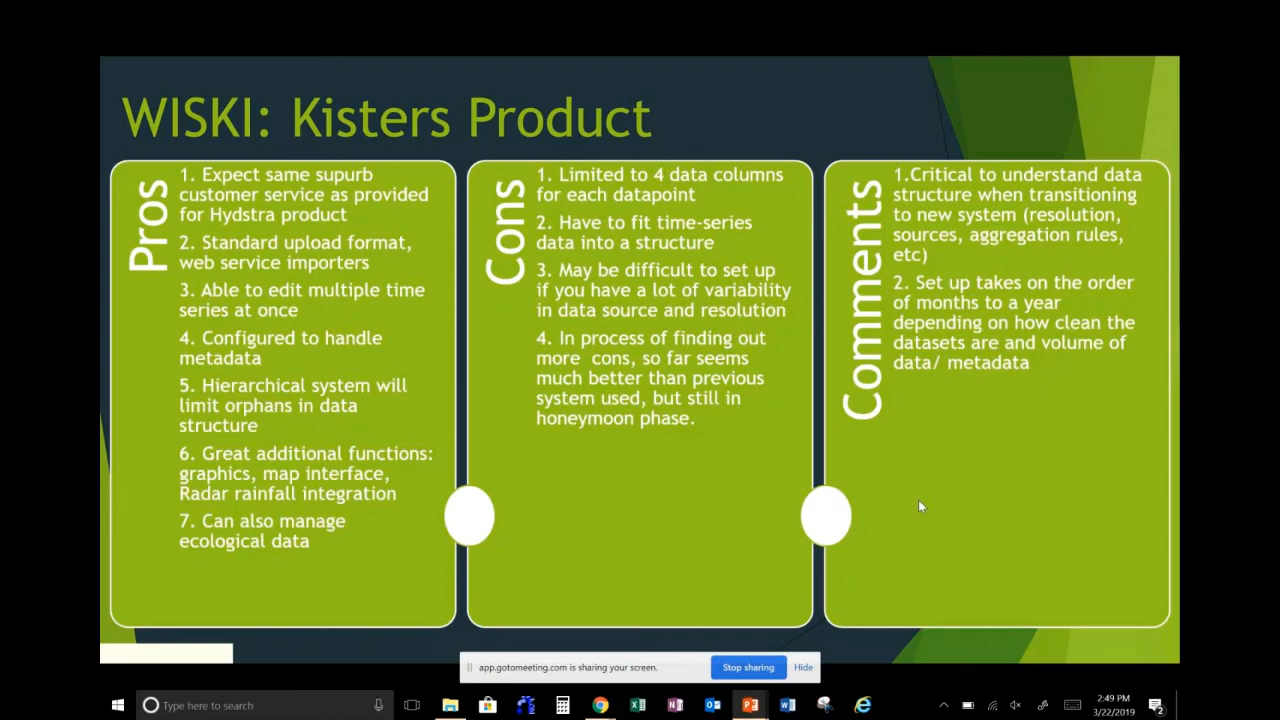 WISKI: Kisters Product
Pros
1. Expect same supurb
customer service as provided
for Hydstra product
2. Standard upload format,
web service importers
3. Able to edit multiple time
series at once
4. Configured to handle
metadata
5. Hierarchical system will
limit orphans in data
structure
6. Great additional functions:
graphics, map interface,
Radar rainfall integration
7. Can also manage
ecological data
Cons
1. Limited to 4 data columns
for each datapoint
2. Have to fit time-series
data into a structure
3. May be difficult to set up
if you have a lot of variability
in data source and resolution
4. In process of finding out
more cons, so far seems
much better than previous
system used, but still in
honeymoon phase.
Comments
1.Critical to understand data
structure when transitioning
to new system (resolution,
sources, aggregation rules,
etc)
2. Set up takes on the order
of months to a year
depending on how clean the
datasets are and volume of
data/ metadata
app.gotomeeting.com is sharing your screen.
Stop sharing
Hide
Type here to search
2:49 PM
3/22/2019
2